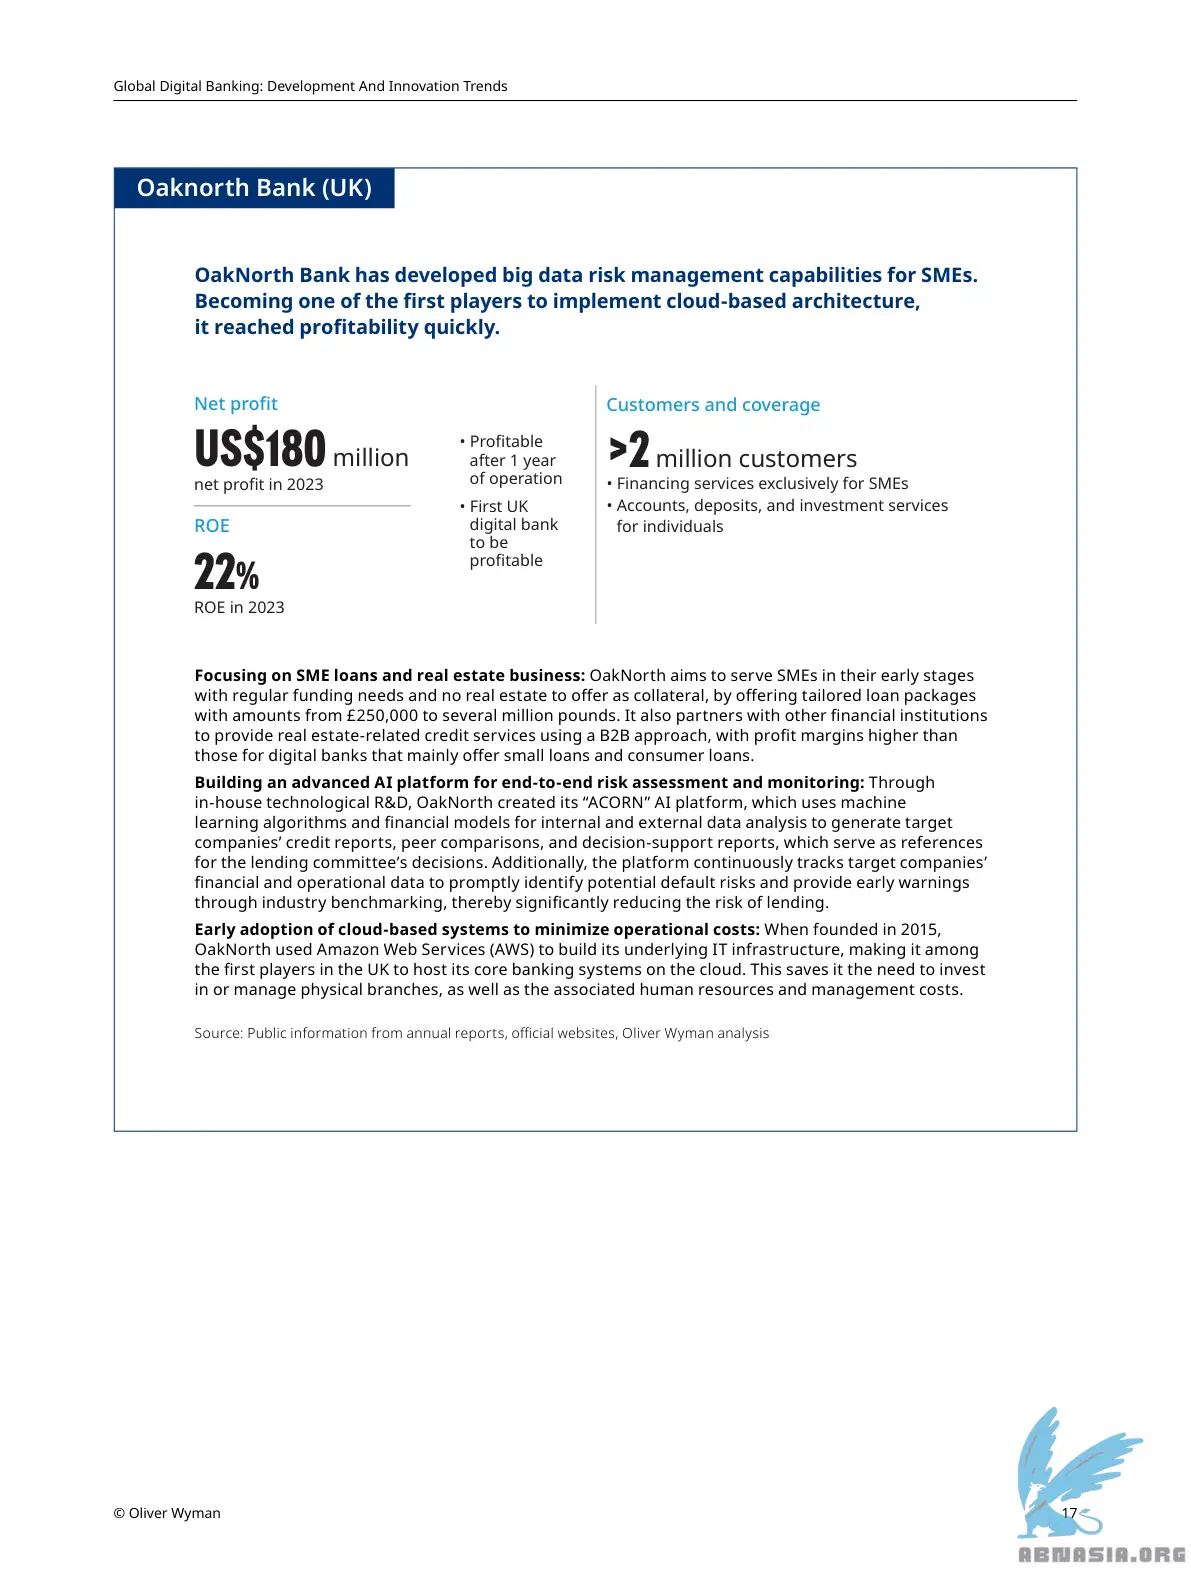 Global Digital Banking: Development And Innovation Trends
Oaknorth Bank (UK)
OakNorth Bank has developed big data risk management capabilities for SMEs.
Becoming one of the first players to implement cloud-based architecture,
it reached profitability quickly.
Net profit
US$180 million
net profit in 2023
ROE
22%
ROE in 2023
• Profitable
after 1 year
of operation
• First UK
digital bank
to be
profitable
Customers and coverage
>2 million customers
• Financing services exclusively for SMEs
• Accounts, deposits, and investment services
for individuals
Focusing on SME loans and real estate business: OakNorth aims to serve SMEs in their early stages
with regular funding needs and no real estate to offer as collateral, by offering tailored loan packages
with amounts from £250,000 to several million pounds. It also partners with other financial institutions
to provide real estate-related credit services using a B2B approach, with profit margins higher than
those for digital banks that mainly offer small loans and consumer loans.
Building an advanced AI platform for end-to-end risk assessment and monitoring: Through
in-house technological R&D, OakNorth created its “ACORN” AI platform, which uses machine
learning algorithms and financial models for internal and external data analysis to generate target
companies’ credit reports, peer comparisons, and decision-support reports, which serve as references
for the lending committee’s decisions. Additionally, the platform continuously tracks target companies’
financial and operational data to promptly identify potential default risks and provide early warnings
through industry benchmarking, thereby significantly reducing the risk of lending.
Early adoption of cloud-based systems to minimize operational costs: When founded in 2015,
OakNorth used Amazon Web Services (AWS) to build its underlying IT infrastructure, making it among
the first players in the UK to host its core banking systems on the cloud. This saves it the need to invest
in or manage physical branches, as well as the associated human resources and management costs.
Source: Public information from annual reports, official websites, Oliver Wyman analysis
© Oliver Wyman
17
ABNASIA.ORG